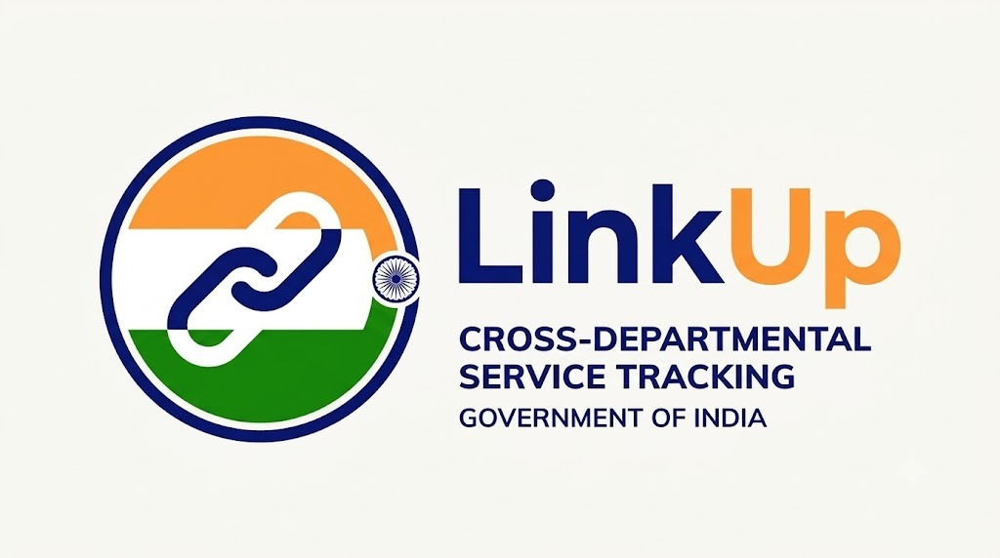 LinkUp
CROSS-DEPARTMENTAL
SERVICE TRACKING
GOVERNMENT OF INDIA